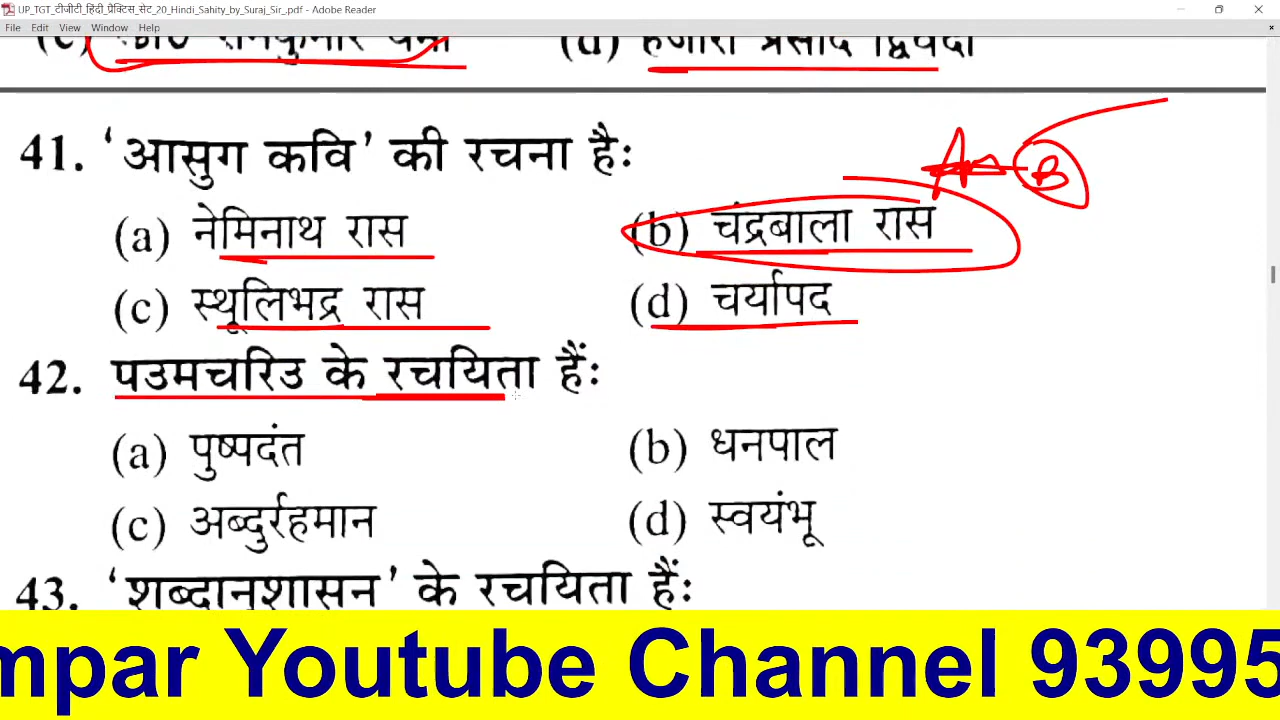 UP_TGT_टीजीटी_हिंदी_प्रैक्टिस_सेट_20_Hindi_Sahity_by_Suraj_Sir_.pdf - Adobe Reader
File Edit View Window Help
(d) हजारी प्रसाद द्विवेदी
41. 'आसुग कवि' की रचना है:
Ans - B
(a) नेमिनाथ रास (b) चंद्रबाला रास
(c) स्थूलिभद्र रास (d) चर्यापद
42. पउमचरिउ के रचयिता हैं:
(a) पुष्पदंत (b) धनपाल
(c) अब्दुर्रहमान (d) स्वयंभू
43. 'शब्दानुशासन' के रचयिता हैं:
mpar Youtube Channel 93995